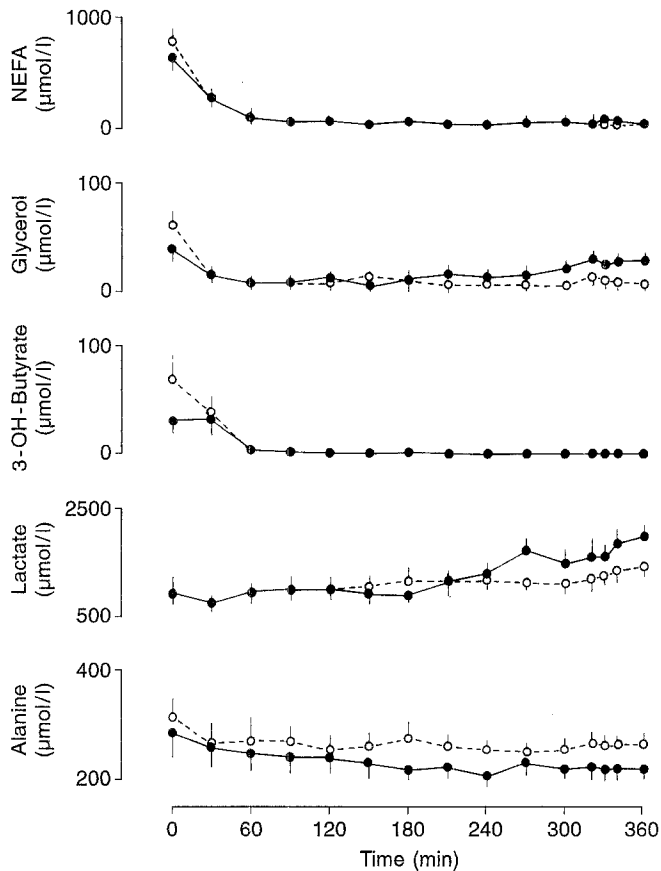 1000
NEFA
(µmol/l)
0
100
Glycerol
(µmol/l)
0
100
3-OH-Butyrate
(µmol/l)
0
2500
Lactate
(µmol/l)
500
400
Alanine
(µmol/l)
200
0 60 120 180 240 300 360
Time (min)